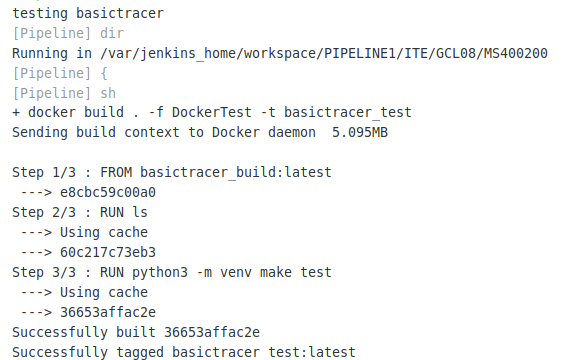 testing basictracer
[Pipeline] dir
Running in /var/jenkins_home/workspace/PIPELINE1/ITE/GCL08/MS400200
[Pipeline] {
[Pipeline] sh
+ docker build . -f DockerTest -t basictracer_test
Sending build context to Docker daemon  5.095MB
Step 1/3 : FROM basictracer_build:latest
 ---> e8cbc59c00a0
Step 2/3 : RUN ls
 ---> Using cache
 ---> 60c217c73eb3
Step 3/3 : RUN python3 -m venv make test
 ---> Using cache
 ---> 36653affac2e
Successfully built 36653affac2e
Successfully tagged basictracer test:latest